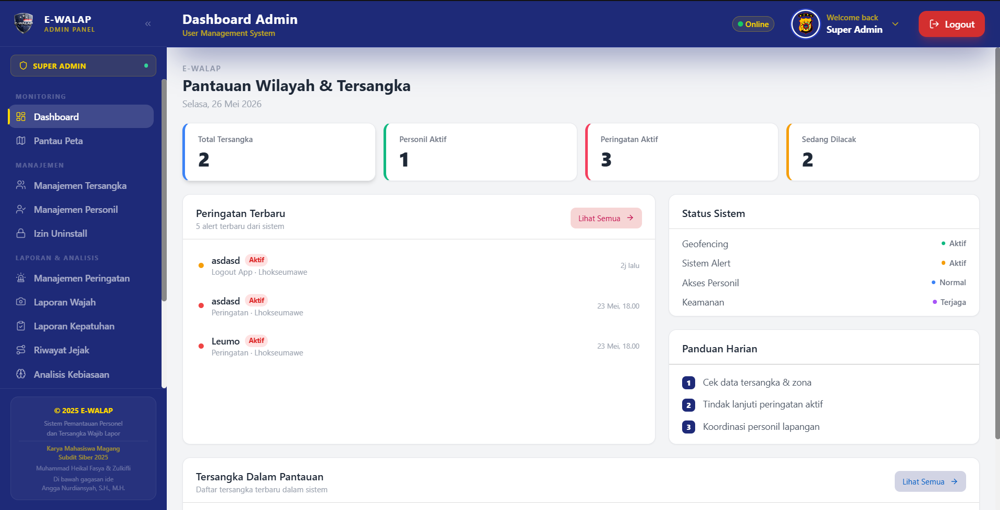 E-WALAP
ADMIN PANEL
SUPER ADMIN
MONITORING
Dashboard
Pantau Peta
MANAJEMEN
Manajemen Tersangka
Manajemen Personil
Izin Uninstall
LAPORAN & ANALISIS
Manajemen Peringatan
Laporan Wajah
Laporan Kepatuhan
Riwayat Jejak
Analisis Kebiasaan
© 2025 E-WALAP
Sistem Pemantauan Personel
dan Tersangka Wajib Lapor
Karya Mahasiswa Magang
Subdit Siber 2025
Muhammad Heikal Fasya & Zulkifli
Di bawah gagasan ide
Angga Nurdiansyah, S.H., M.H.
Dashboard Admin
User Management System
Online
Welcome back
Super Admin
Logout
E-WALAP
Pantauan Wilayah & Tersangka
Selasa, 26 Mei 2026
Total Tersangka
2
Personil Aktif
1
Peringatan Aktif
3
Sedang Dilacak
2
Peringatan Terbaru
5 alert terbaru dari sistem
Lihat Semua
asdasd Aktif
Logout App · Lhokseumawe
2j lalu
asdasd Aktif
Peringatan · Lhokseumawe
23 Mei, 18.00
Leumo Aktif
Peringatan · Lhokseumawe
23 Mei, 18.00
Status Sistem
Geofencing Aktif
Sistem Alert Aktif
Akses Personil Normal
Keamanan Terjaga
Panduan Harian
1 Cek data tersangka & zona
2 Tindak lanjuti peringatan aktif
3 Koordinasi personil lapangan
Tersangka Dalam Pantauan
Daftar tersangka terbaru dalam sistem
Lihat Semua